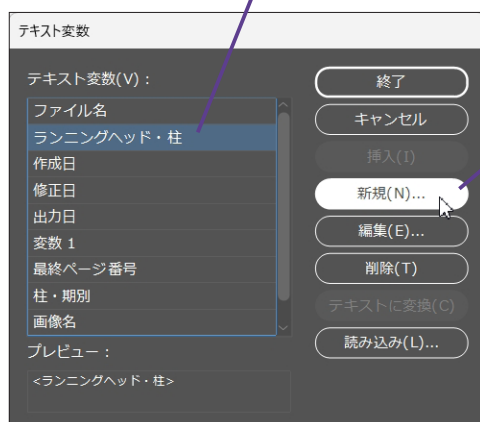 テキスト変数
テキスト変数(V)：
ファイル名
ランニングヘッド・柱
作成日
修正日
出力日
変数 1
最終ページ番号
柱・期別
画像名
プレビュー：
<ランニングヘッド・柱>
終了
キャンセル
挿入(I)
新規(N)...
編集(E)...
削除(T)
テキストに変換(C)
読み込み(L)...